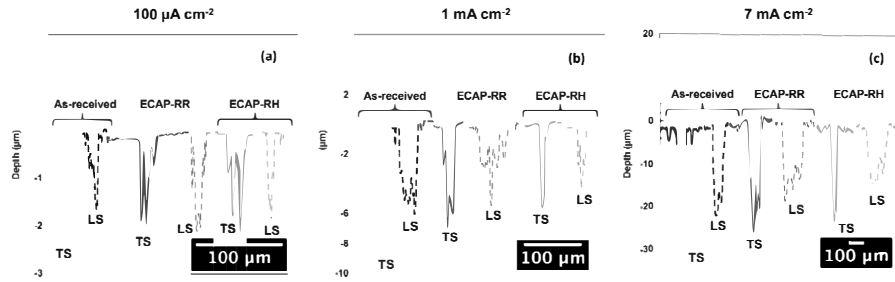 100 µA cm-2
1 mA cm-2
7 mA cm-2
(a)
As-received
ECAP-RR
ECAP-RH
Depth (µm)
-1
-2
-3
TS
LS
TS
LS
TS
LS
100 µm
(b)
As-received
ECAP-RR
ECAP-RH
(µm)
2
-2
-6
-8
-10
TS
LS
TS
LS
TS
LS
100 µm
(c)
As-received
ECAP-RR
ECAP-RH
Depth (µm)
20
0
-10
-20
-30
TS
LS
TS
LS
TS
LS
100 µm